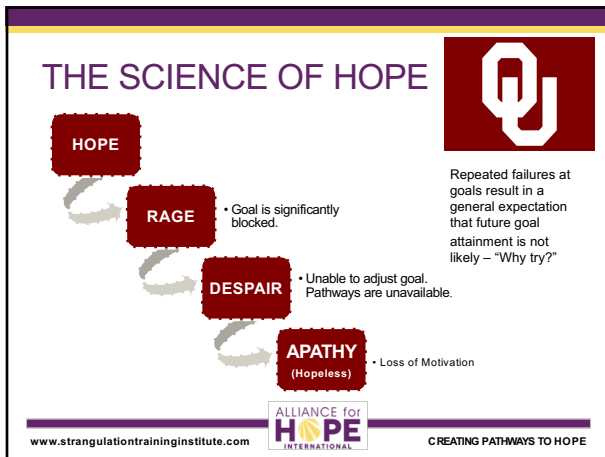 THE SCIENCE OF HOPE
OU
HOPE
RAGE
• Goal is significantly
blocked.
DESPAIR
• Unable to adjust goal.
Pathways are unavailable.
APATHY
(Hopeless)
• Loss of Motivation
Repeated failures at
goals result in a
general expectation
that future goal
attainment is not
likely – “Why try?”
www.strangulationtraininginstitute.com
ALLIANCE for
HOPE
INTERNATIONAL
CREATING PATHWAYS TO HOPE